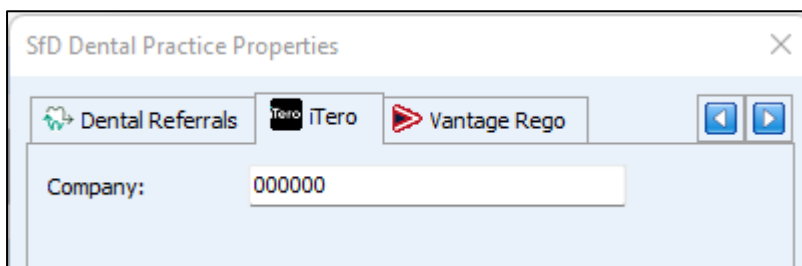 SfD Dental Practice Properties
Dental Referrals iTero iTero Vantage Rego
Company: 000000